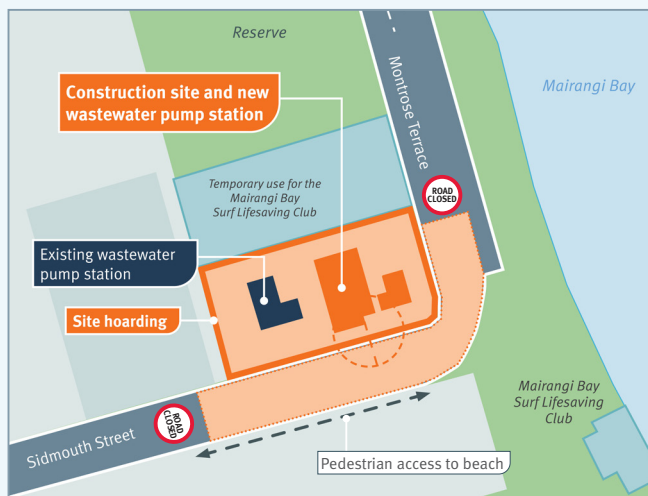 Reserve
Montrose Terrace
Mairangi Bay
Construction site and new
wastewater pump station
Temporary use for the
Mairangi Bay
Surf Lifesaving Club
ROAD
CLOSED
Existing wastewater
pump station
Site hoarding
Mairangi Bay
Surf Lifesaving
Club
ROAD
CLOSED
Sidmouth Street
Pedestrian access to beach